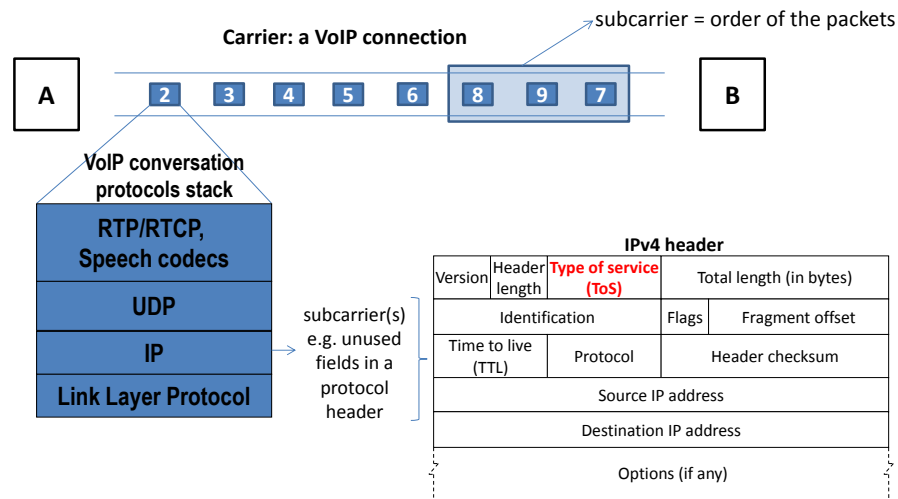 subcarrier = order of the packets
Carrier: a VoIP connection
A
2
3
4
5
6
8
9
7
B
VoIP conversation
protocols stack
RTP/RTCP,
Speech codecs
UDP
IP
Link Layer Protocol
subcarrier(s)
e.g. unused
fields in a
protocol
header
IPv4 header
Version
Header
length
Type of service
(ToS)
Total length (in bytes)
Identification
Flags
Fragment offset
Time to live
(TTL)
Protocol
Header checksum
Source IP address
Destination IP address
Options (if any)